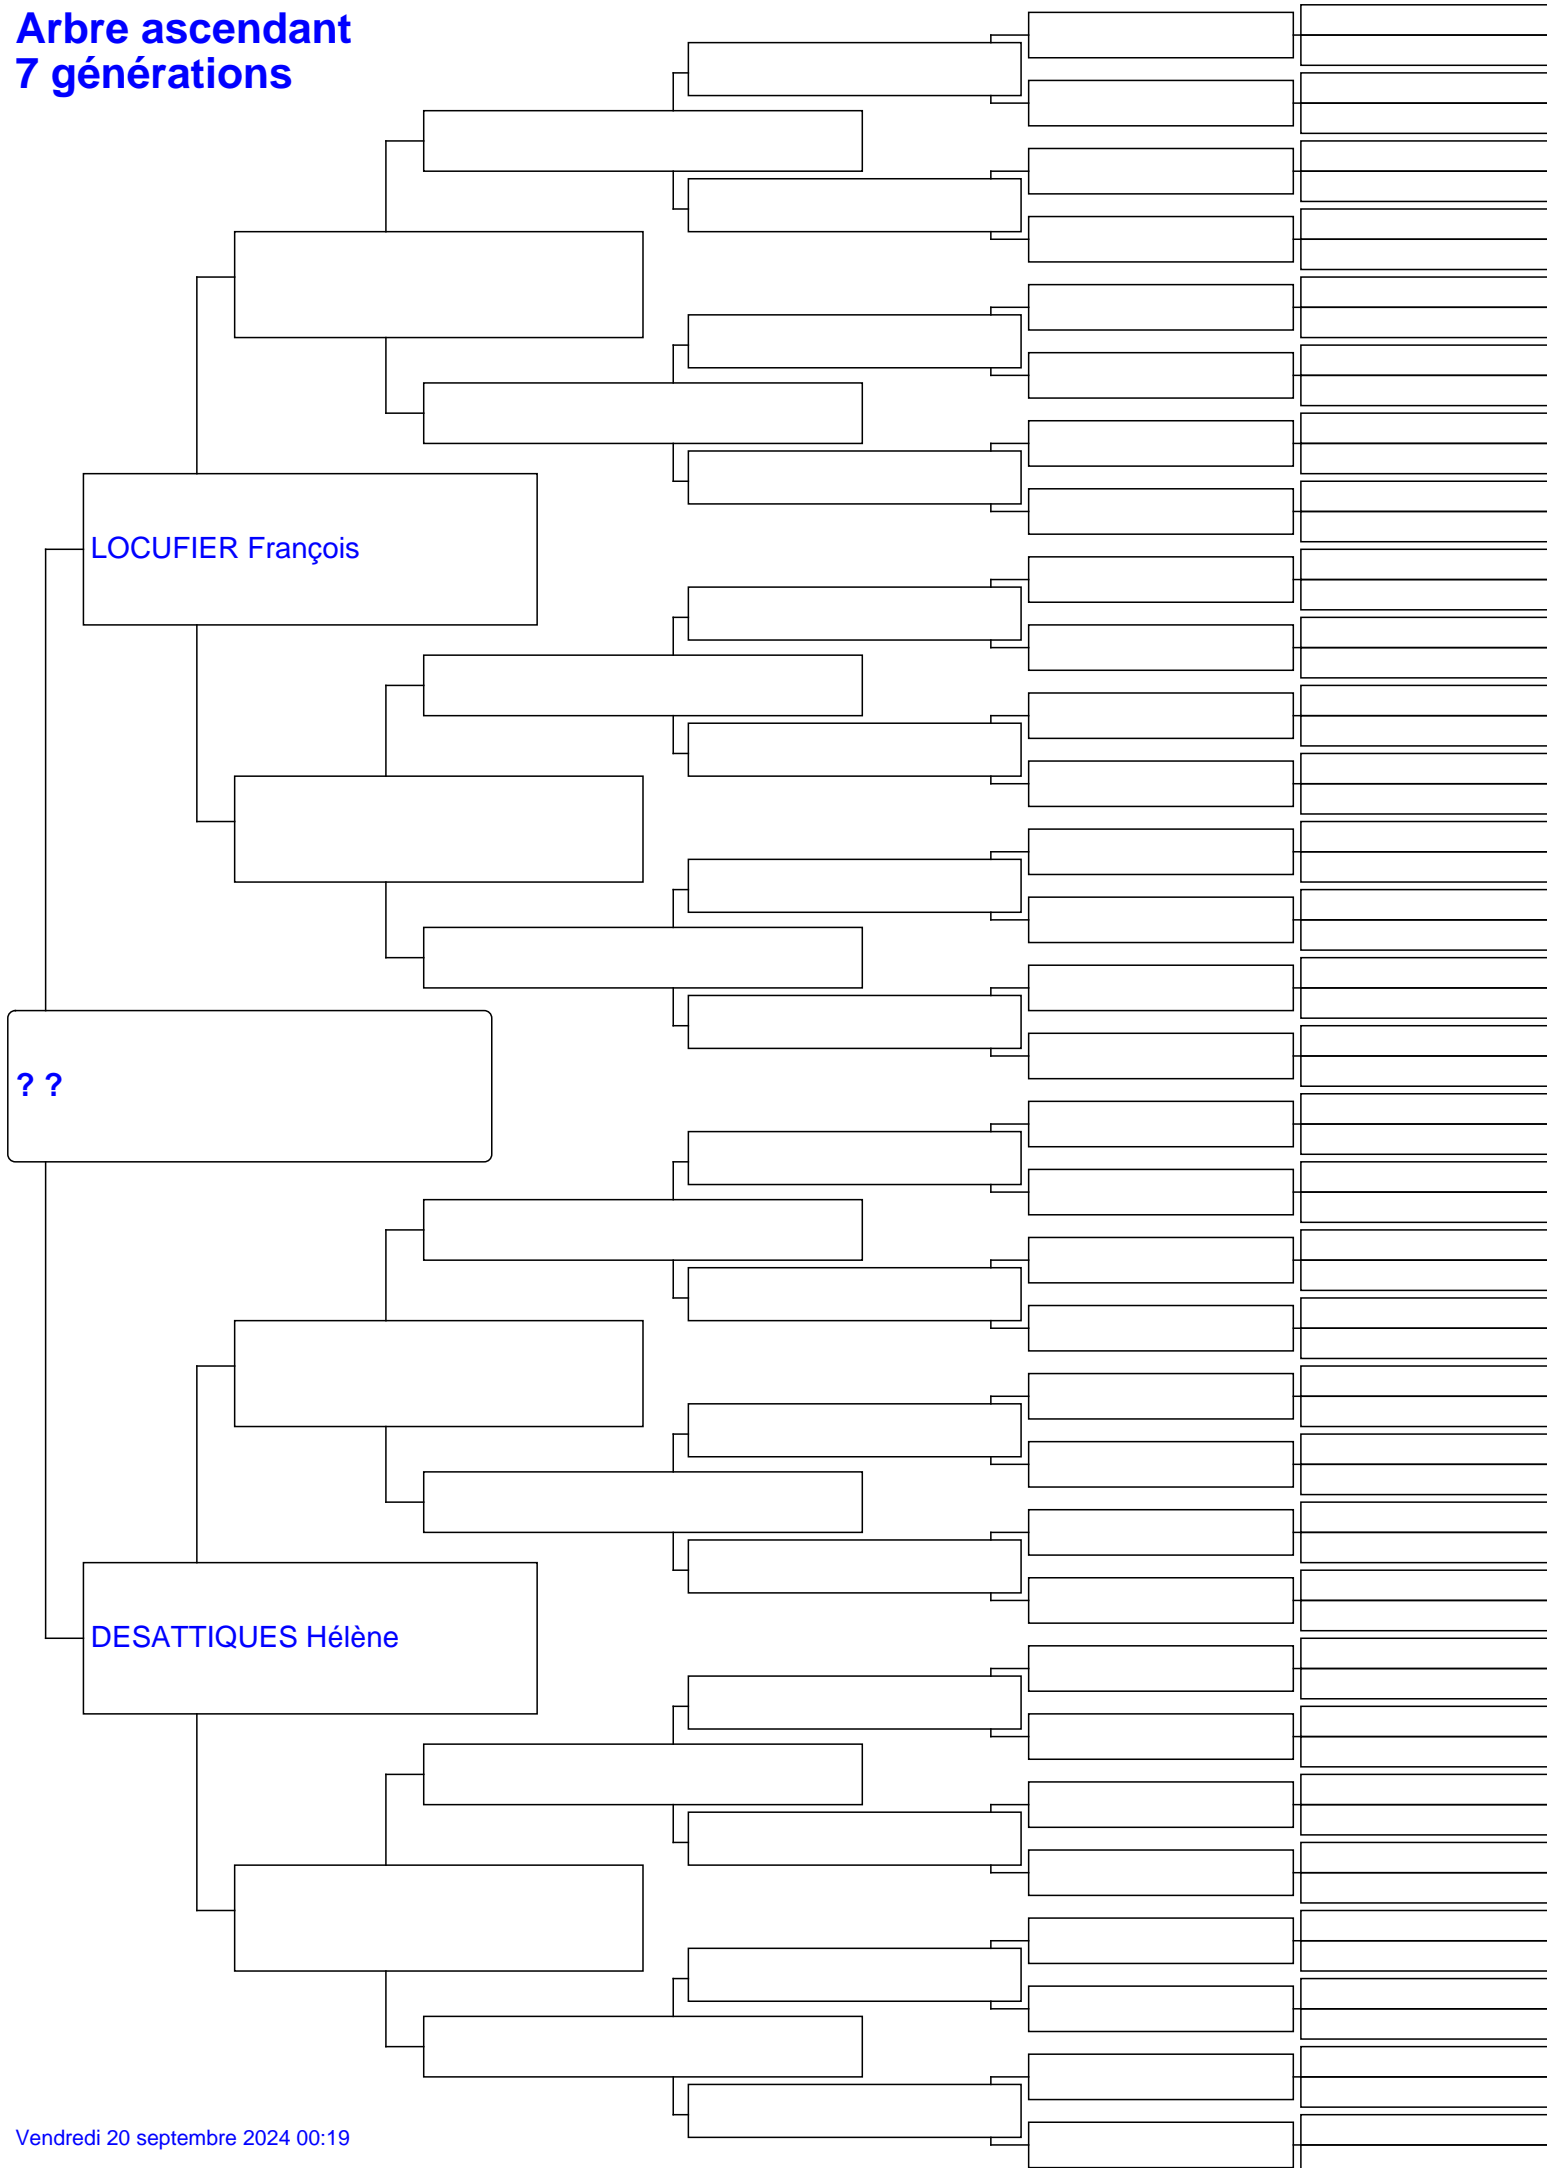 Arbre ascendant
7 générations
LOCUFIER François
? ?
DESATTIQUES Hélène
Vendredi 20 septembre 2024 00:19